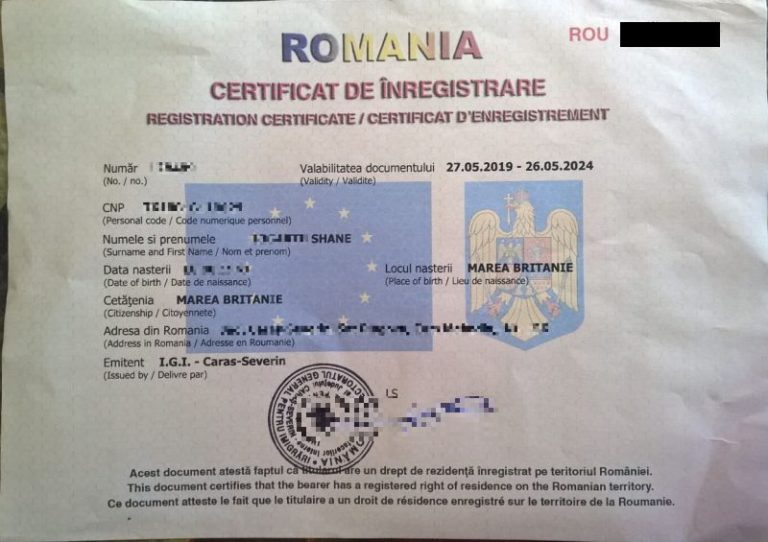 ROMANIA
ROU
CERTIFICAT DE ÎNREGISTRARE
REGISTRATION CERTIFICATE / CERTIFICAT D'ENREGISTREMENT
Număr Valabilitatea documentului 27.05.2019 - 26.05.2024
(No. / no.) (Validity / Validite)
CNP
(Personal code / Code numerique personnel)
Numele si prenumele SHANE
(Surname and First Name / Nom et prenom)
Data nasterii Locul nasterii MAREA BRITANIE
(Date of birth / Date de naissance) (Place of birth / Lieu de naissance)
Cetăţenia MAREA BRITANIE
(Citizenship / Citoyennete)
Adresa din Romania
(Address in Romania / Adresse en Roumanie)
Emitent I.G.I. - Caras-Severin
(Issued by / Delivre par)
LS
ROMÂNIA
Acest document atestă faptul că titularul are un drept de rezidenţă înregistrat pe teritoriul României.
This document certifies that the bearer has a registered right of residence on the Romanian territory.
Ce document atteste le fait que le titulaire a un droit de résidence enregistré sur le territoire de la Roumanie.